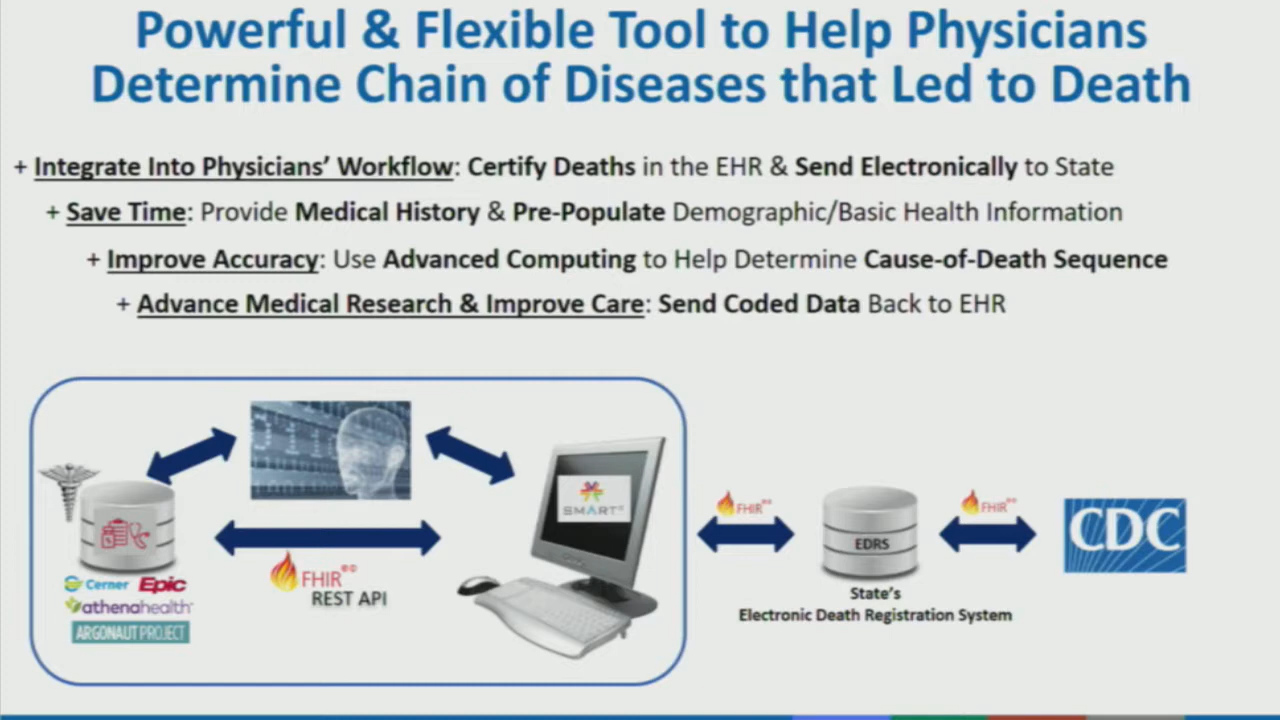 Powerful & Flexible Tool to Help Physicians
Determine Chain of Diseases that Led to Death
+ Integrate Into Physicians’ Workflow: Certify Deaths in the EHR & Send Electronically to State
+ Save Time: Provide Medical History & Pre-Populate Demographic/Basic Health Information
+ Improve Accuracy: Use Advanced Computing to Help Determine Cause-of-Death Sequence
+ Advance Medical Research & Improve Care: Send Coded Data Back to EHR
Cerner Epic
athenahealth
ARGONAUT PROJECT
FHIR
REST API
SMART
FHIR
EDRS
State’s
Electronic Death Registration System
FHIR
CDC